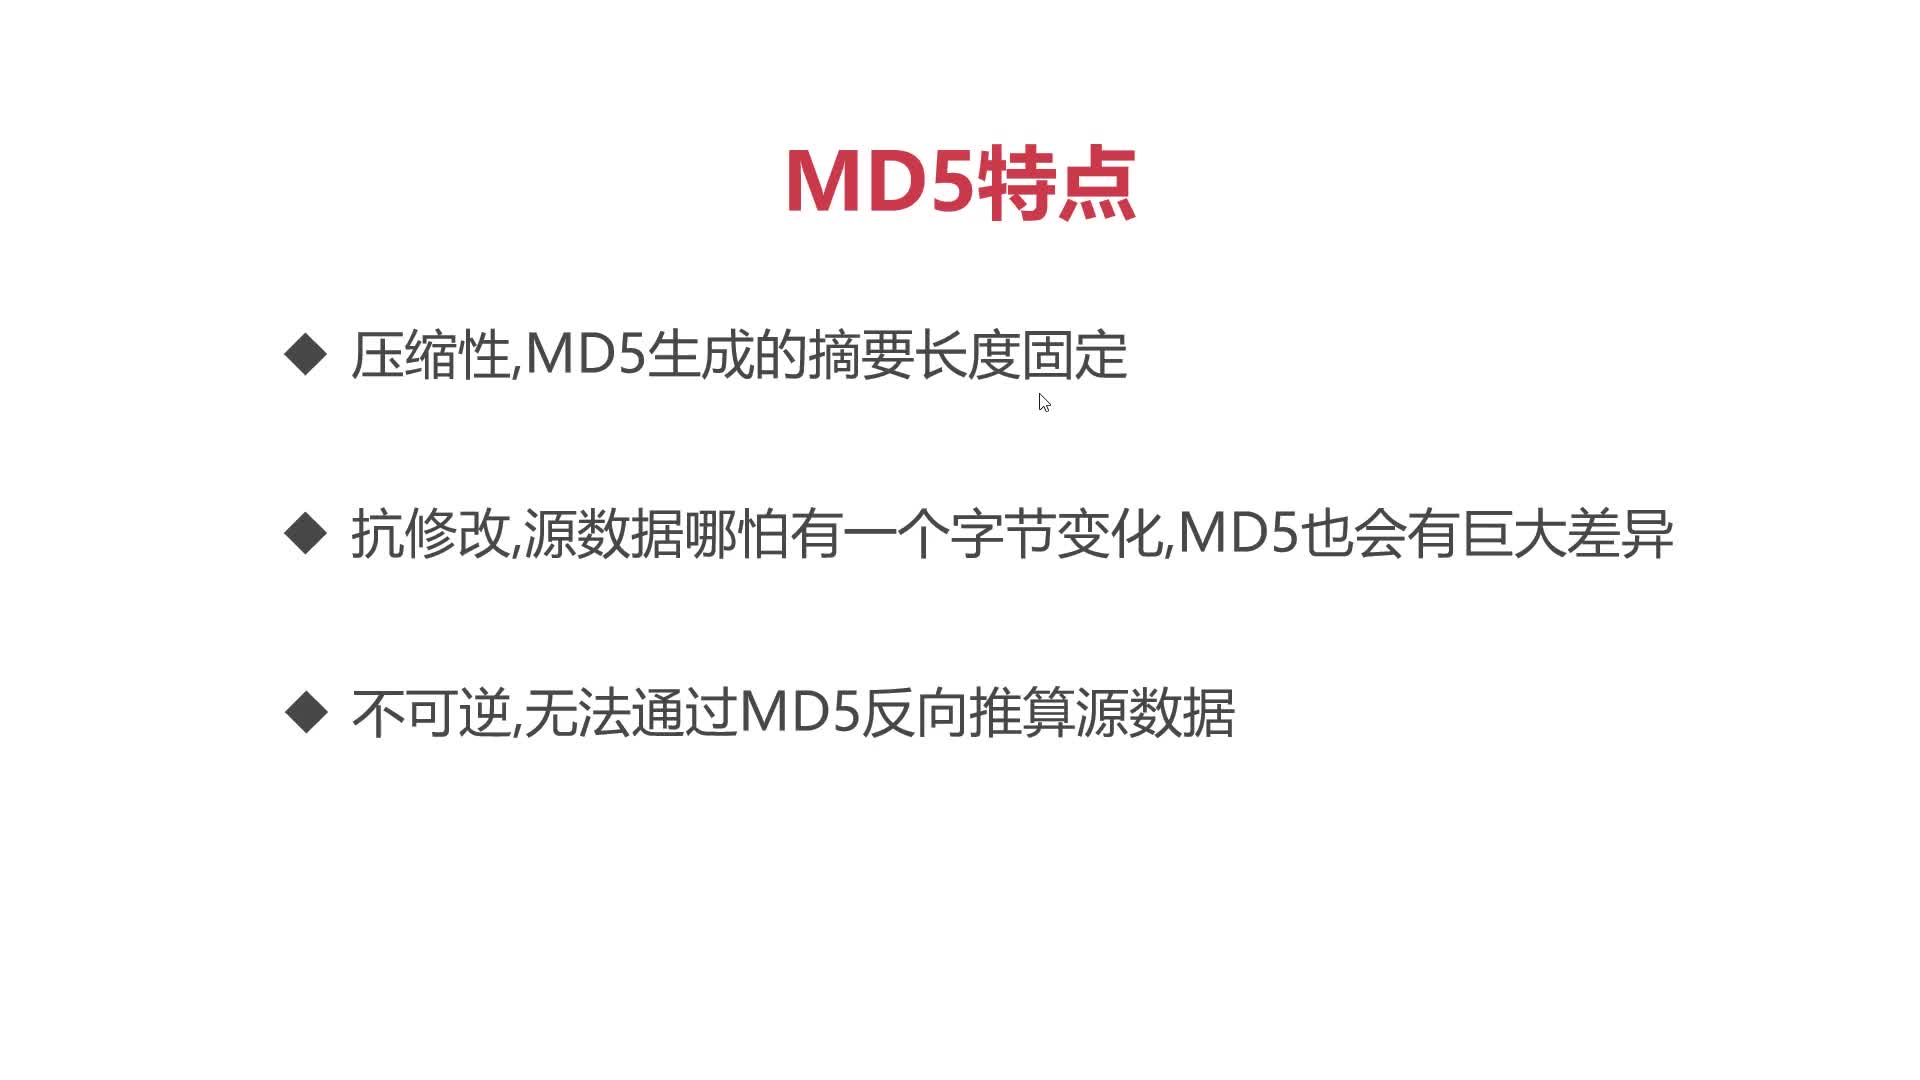 MD5特点
◆ 压缩性,MD5生成的摘要长度固定
◆ 抗修改,源数据哪怕有一个字节变化,MD5也会有巨大差异
◆ 不可逆,无法通过MD5反向推算源数据